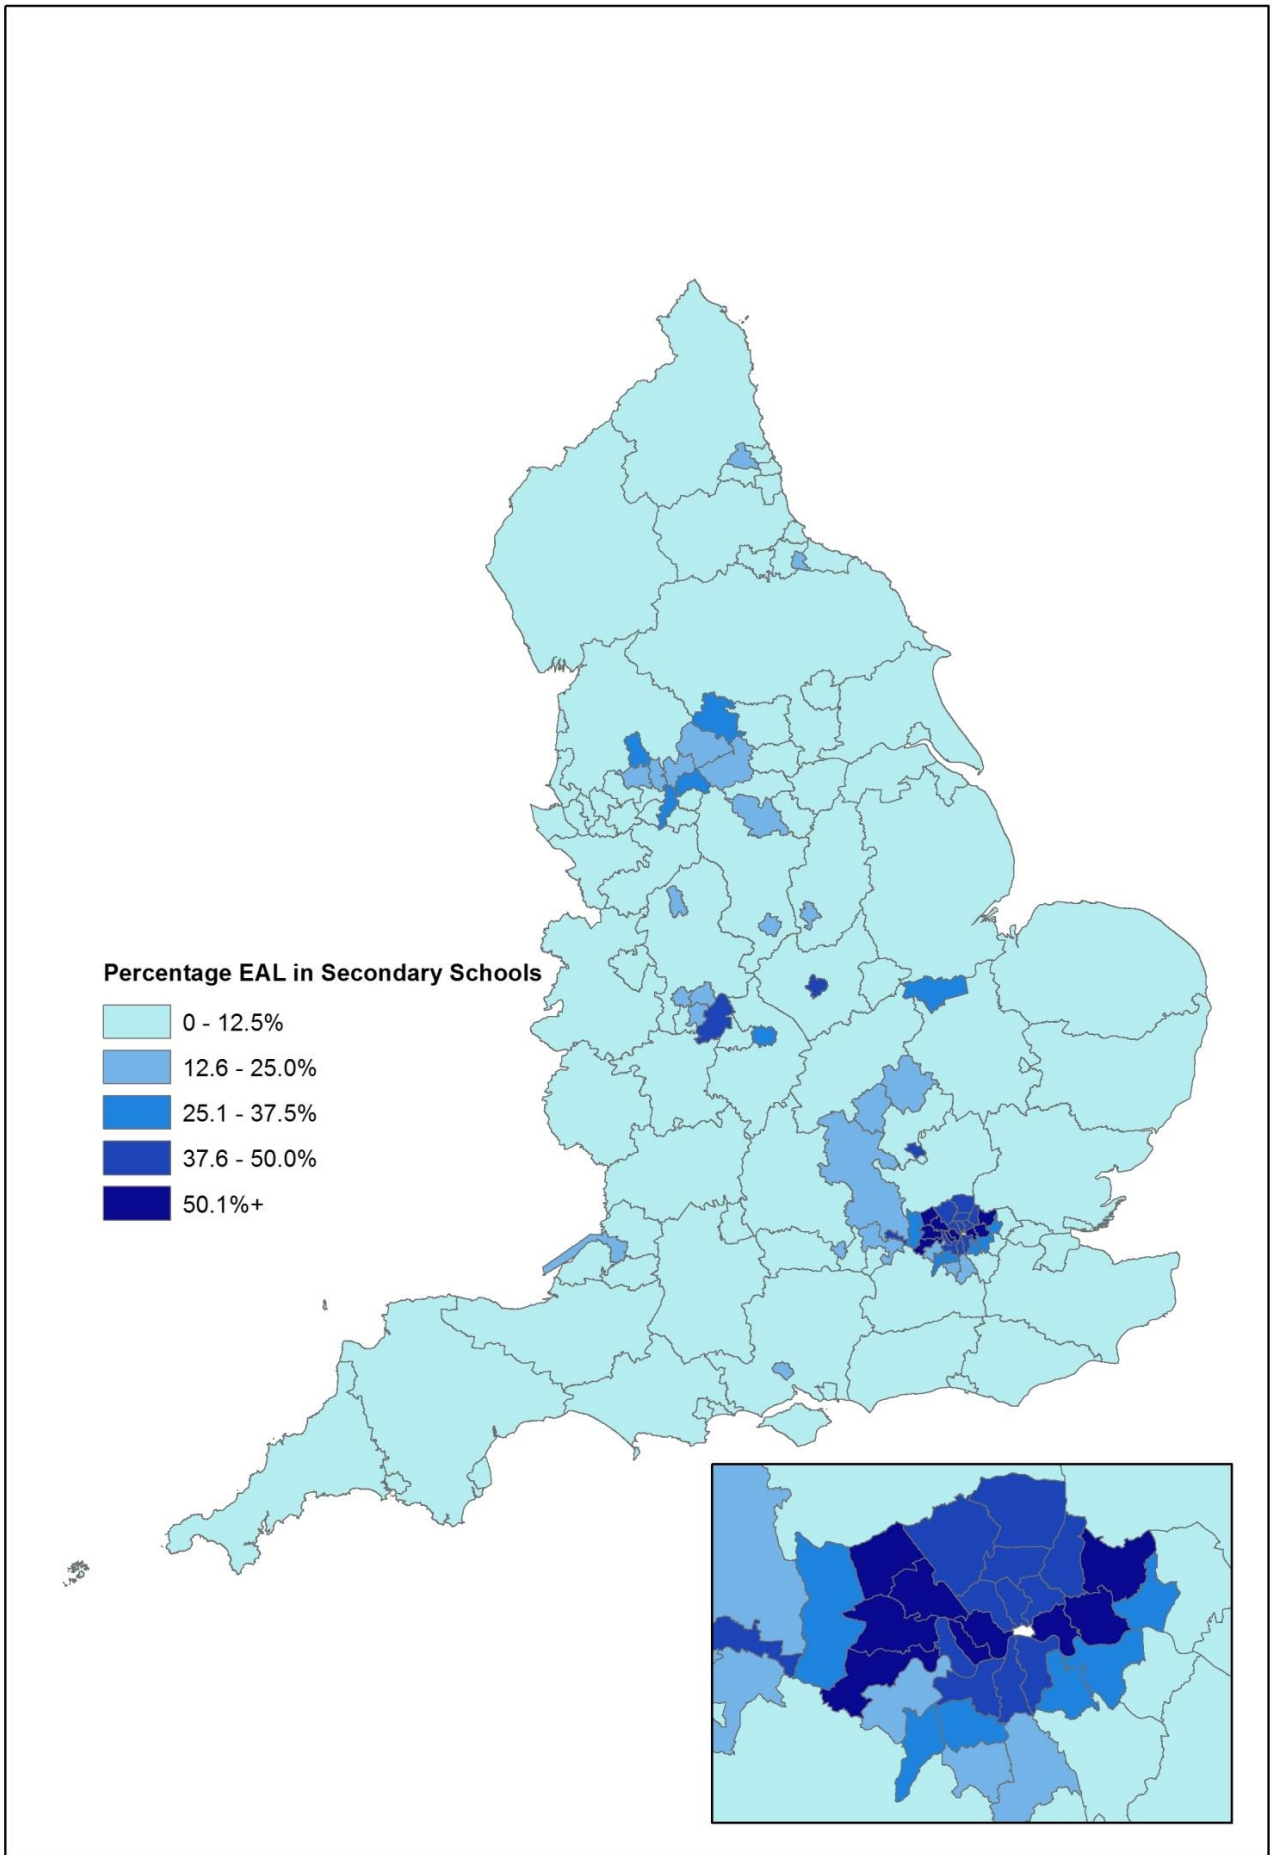 Percentage EAL in Secondary Schools
0 - 12.5%
12.6 - 25.0%
25.1 - 37.5%
37.6 - 50.0%
50.1%+